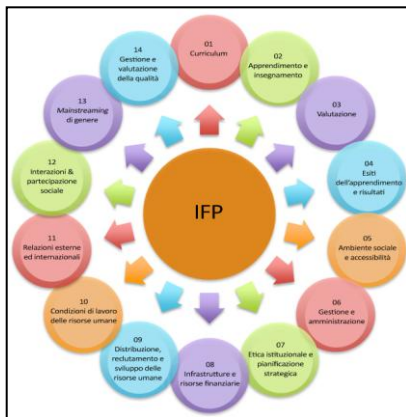 01
Curriculum
02
Apprendimento e
insegnamento
03
Valutazione
04
Esiti
dell'apprendimento
e risultati
05
Ambiente sociale
e accessibilità
06
Gestione e
amministrazione
07
Etica istituzionale e
pianificazione
strategica
08
Infrastrutture e
risorse finanziarie
09
Distribuzione,
reclutamento e
sviluppo delle
risorse umane
10
Condizioni di lavoro
delle risorse umane
11
Relazioni esterne
ed internazionali
12
Interazioni &
partecipazione
sociale
13
Mainstreaming
di genere
14
Gestione e
valutazione
della qualità
IFP